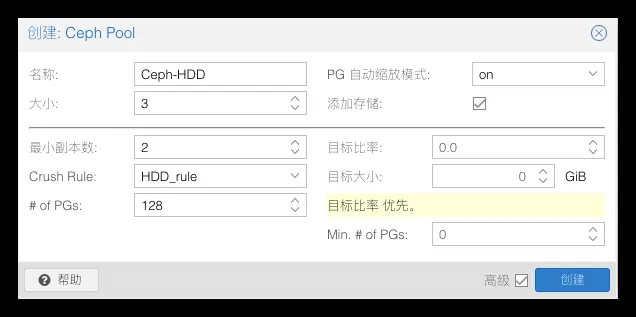 创建: Ceph Pool
名称: Ceph-HDD PG 自动缩放模式: on
大小: 3 添加存储:
最小副本数: 2 目标比率: 0.0
Crush Rule: HDD_rule 目标大小: 0 GiB
# of PGs: 128 目标比率 优先。
Min. # of PGs: 0
帮助 高级 创建